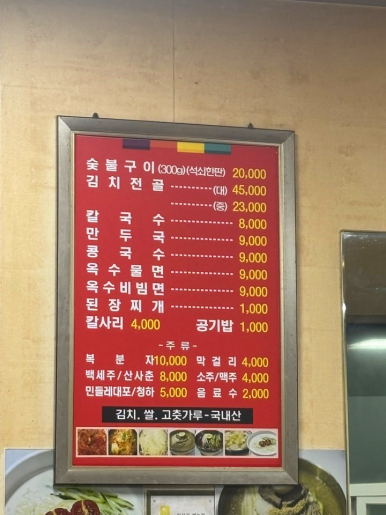 숯불구이(300g)(석쇠한판) 20,000
김치전골 ----------(대) 45,000
----------(중) 23,000
칼국수 ---------- 8,000
만두국 ---------- 9,000
콩국수 ---------- 9,000
옥수물면 ---------- 9,000
옥수비빔면 ---------- 9,000
된장찌개 ---------- 1,000
칼사리 4,000 공기밥 1,000
- 주 류 -
복분자 10,000 막걸리 4,000
백세주/산사춘 8,000 소주/맥주 4,000
민들레대포/청하 5,000 음료수 2,000
김치, 쌀, 고춧가루-국내산